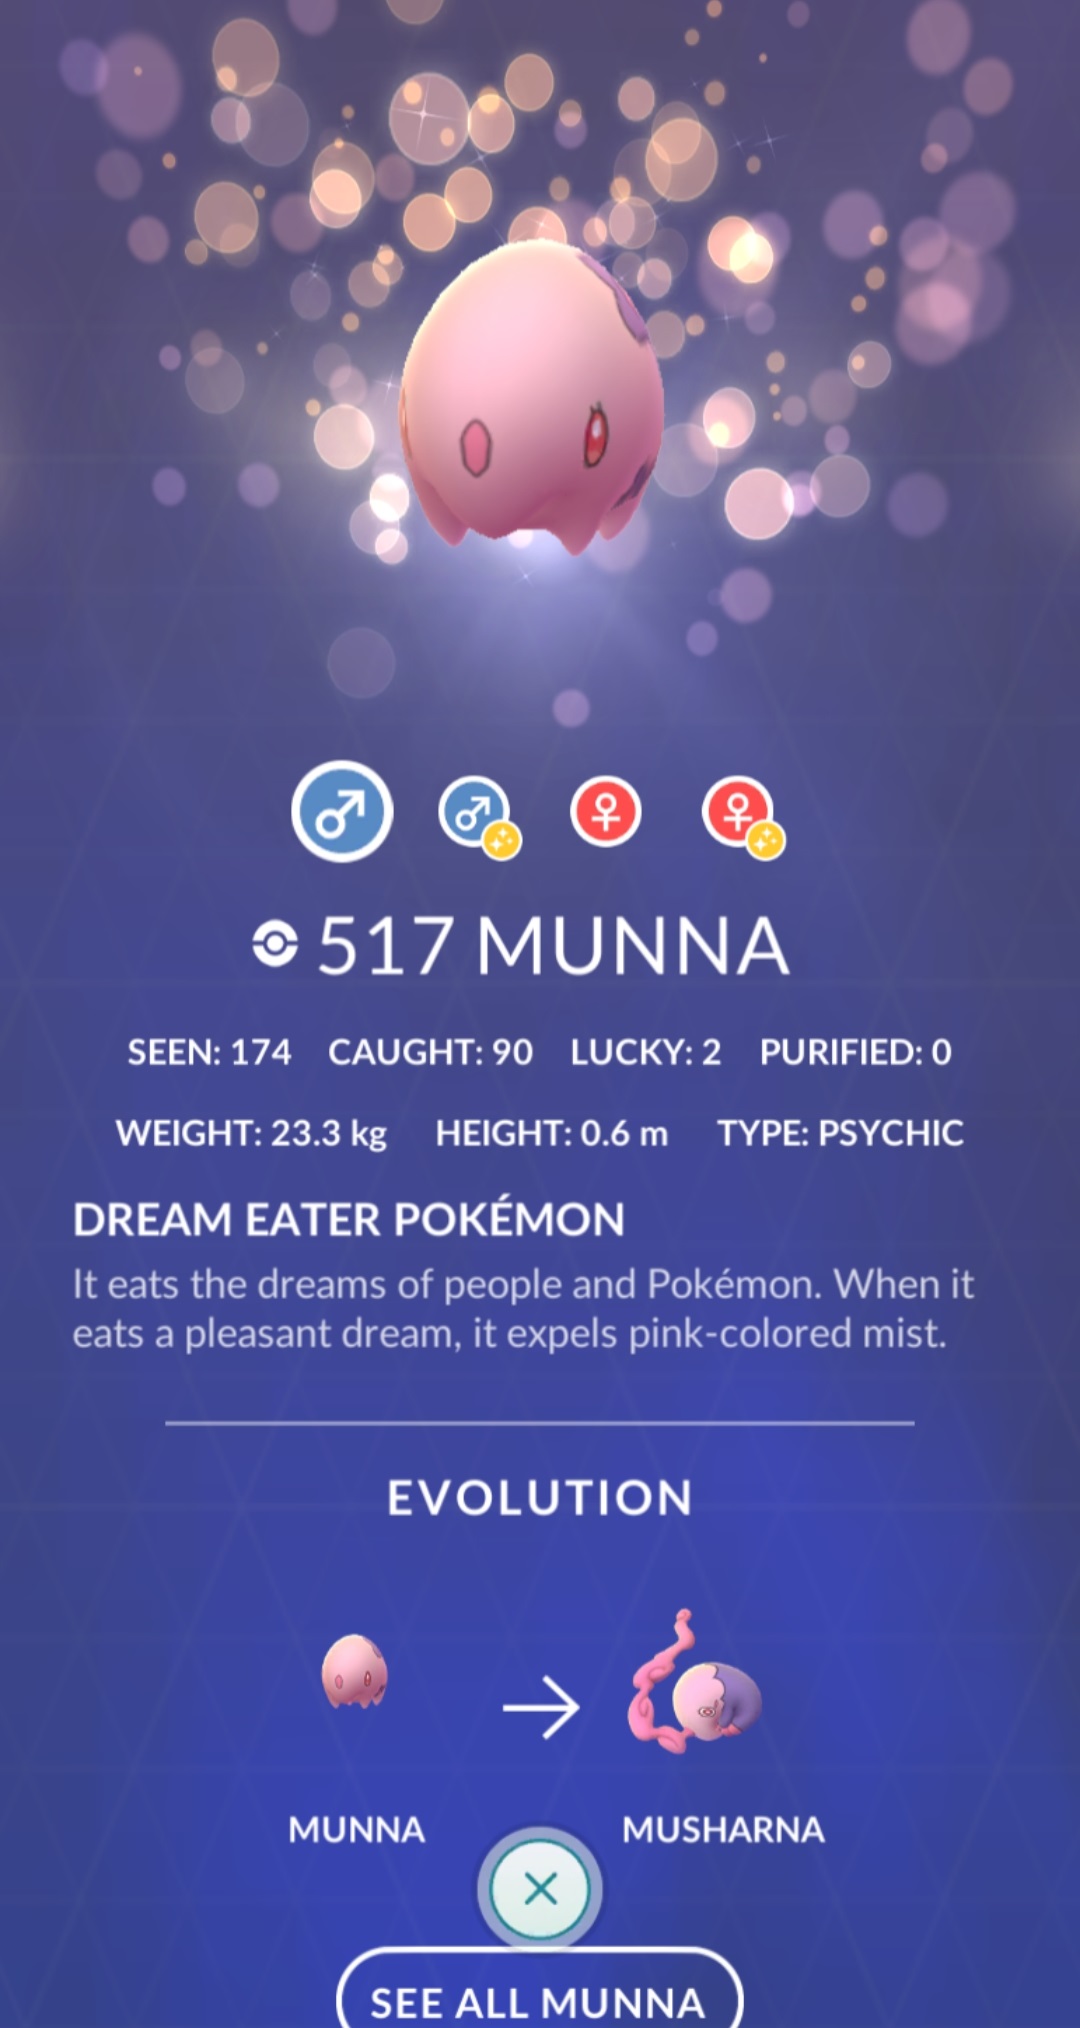 517 MUNNA
SEEN: 174 CAUGHT: 90 LUCKY: 2 PURIFIED: 0
WEIGHT: 23.3 kg HEIGHT: 0.6 m TYPE: PSYCHIC
DREAM EATER POKÉMON
It eats the dreams of people and Pokémon. When it
eats a pleasant dream, it expels pink-colored mist.
EVOLUTION
MUNNA MUSHARNA
SEE ALL MUNNA